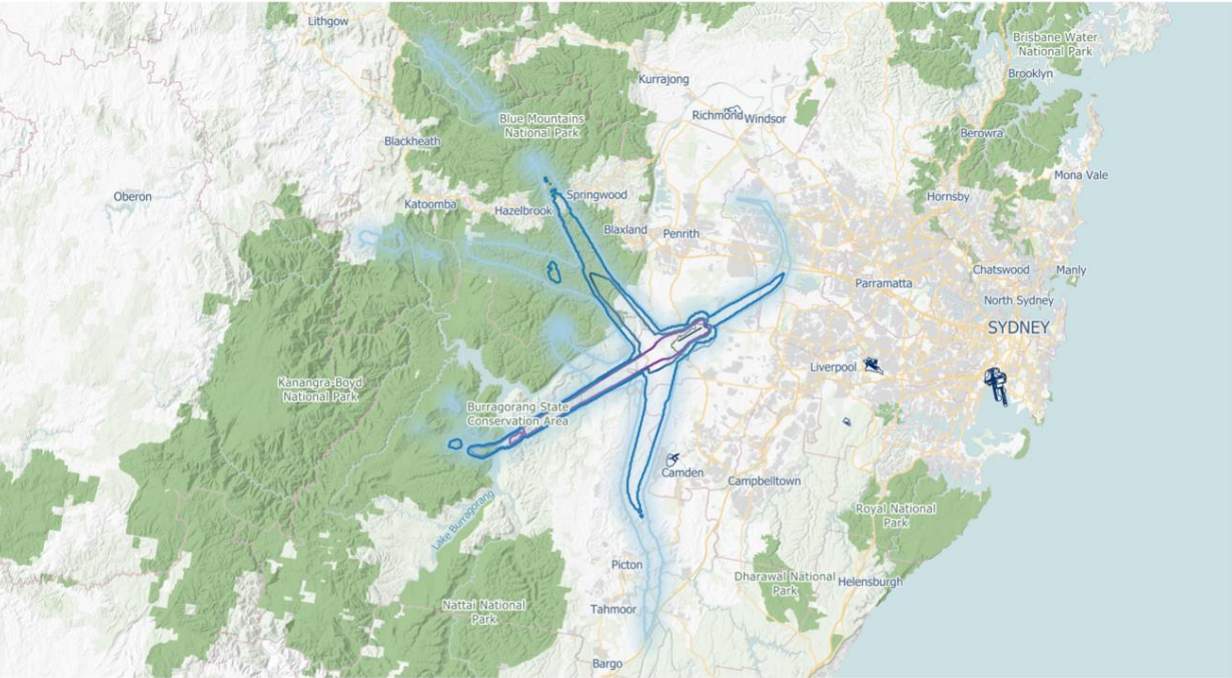 Lithgow
Brisbane Water
National Park
Brooklyn
Kurrajong
Richmond
Windsor
Blue Mountains
National Park
Blackheath
Berowra
Mona Vale
Oberon
Katoomba
Hazelbrook
Springwood
Hornsby
Blaxland
Penrith
Chatswood
Manly
Parramatta
North Sydney
SYDNEY
Liverpool
Kanangra-Boyd
National Park
Burragorang State
Conservation Area
Camden
Campbelltown
Lake Burragorang
Royal National
Park
Picton
Dharawal National
Park
Helensburgh
Nattai National
Park
Tahmoor
Bargo